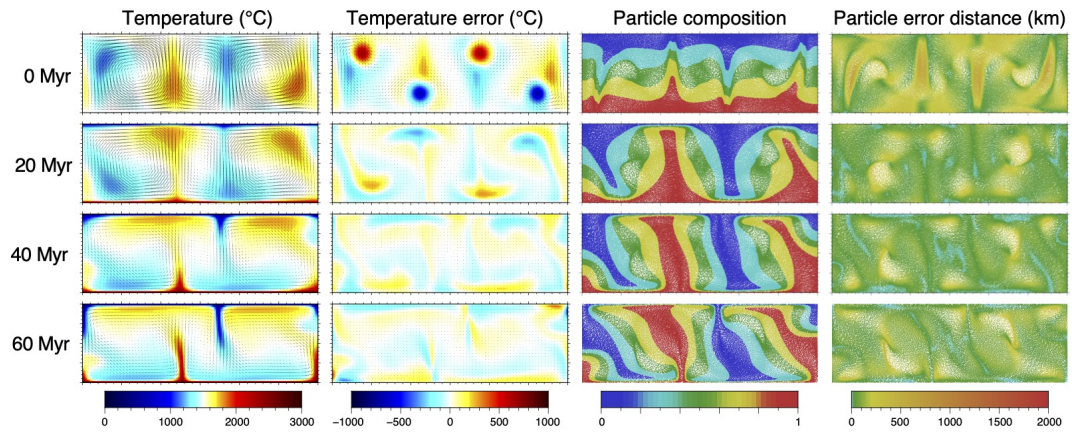 Temperature (°C) Temperature error (°C) Particle composition Particle error distance (km)
0 Myr
20 Myr
40 Myr
60 Myr
0 1000 2000 3000 −1000 −500 0 500 1000 0 1 0 500 1000 1500 2000